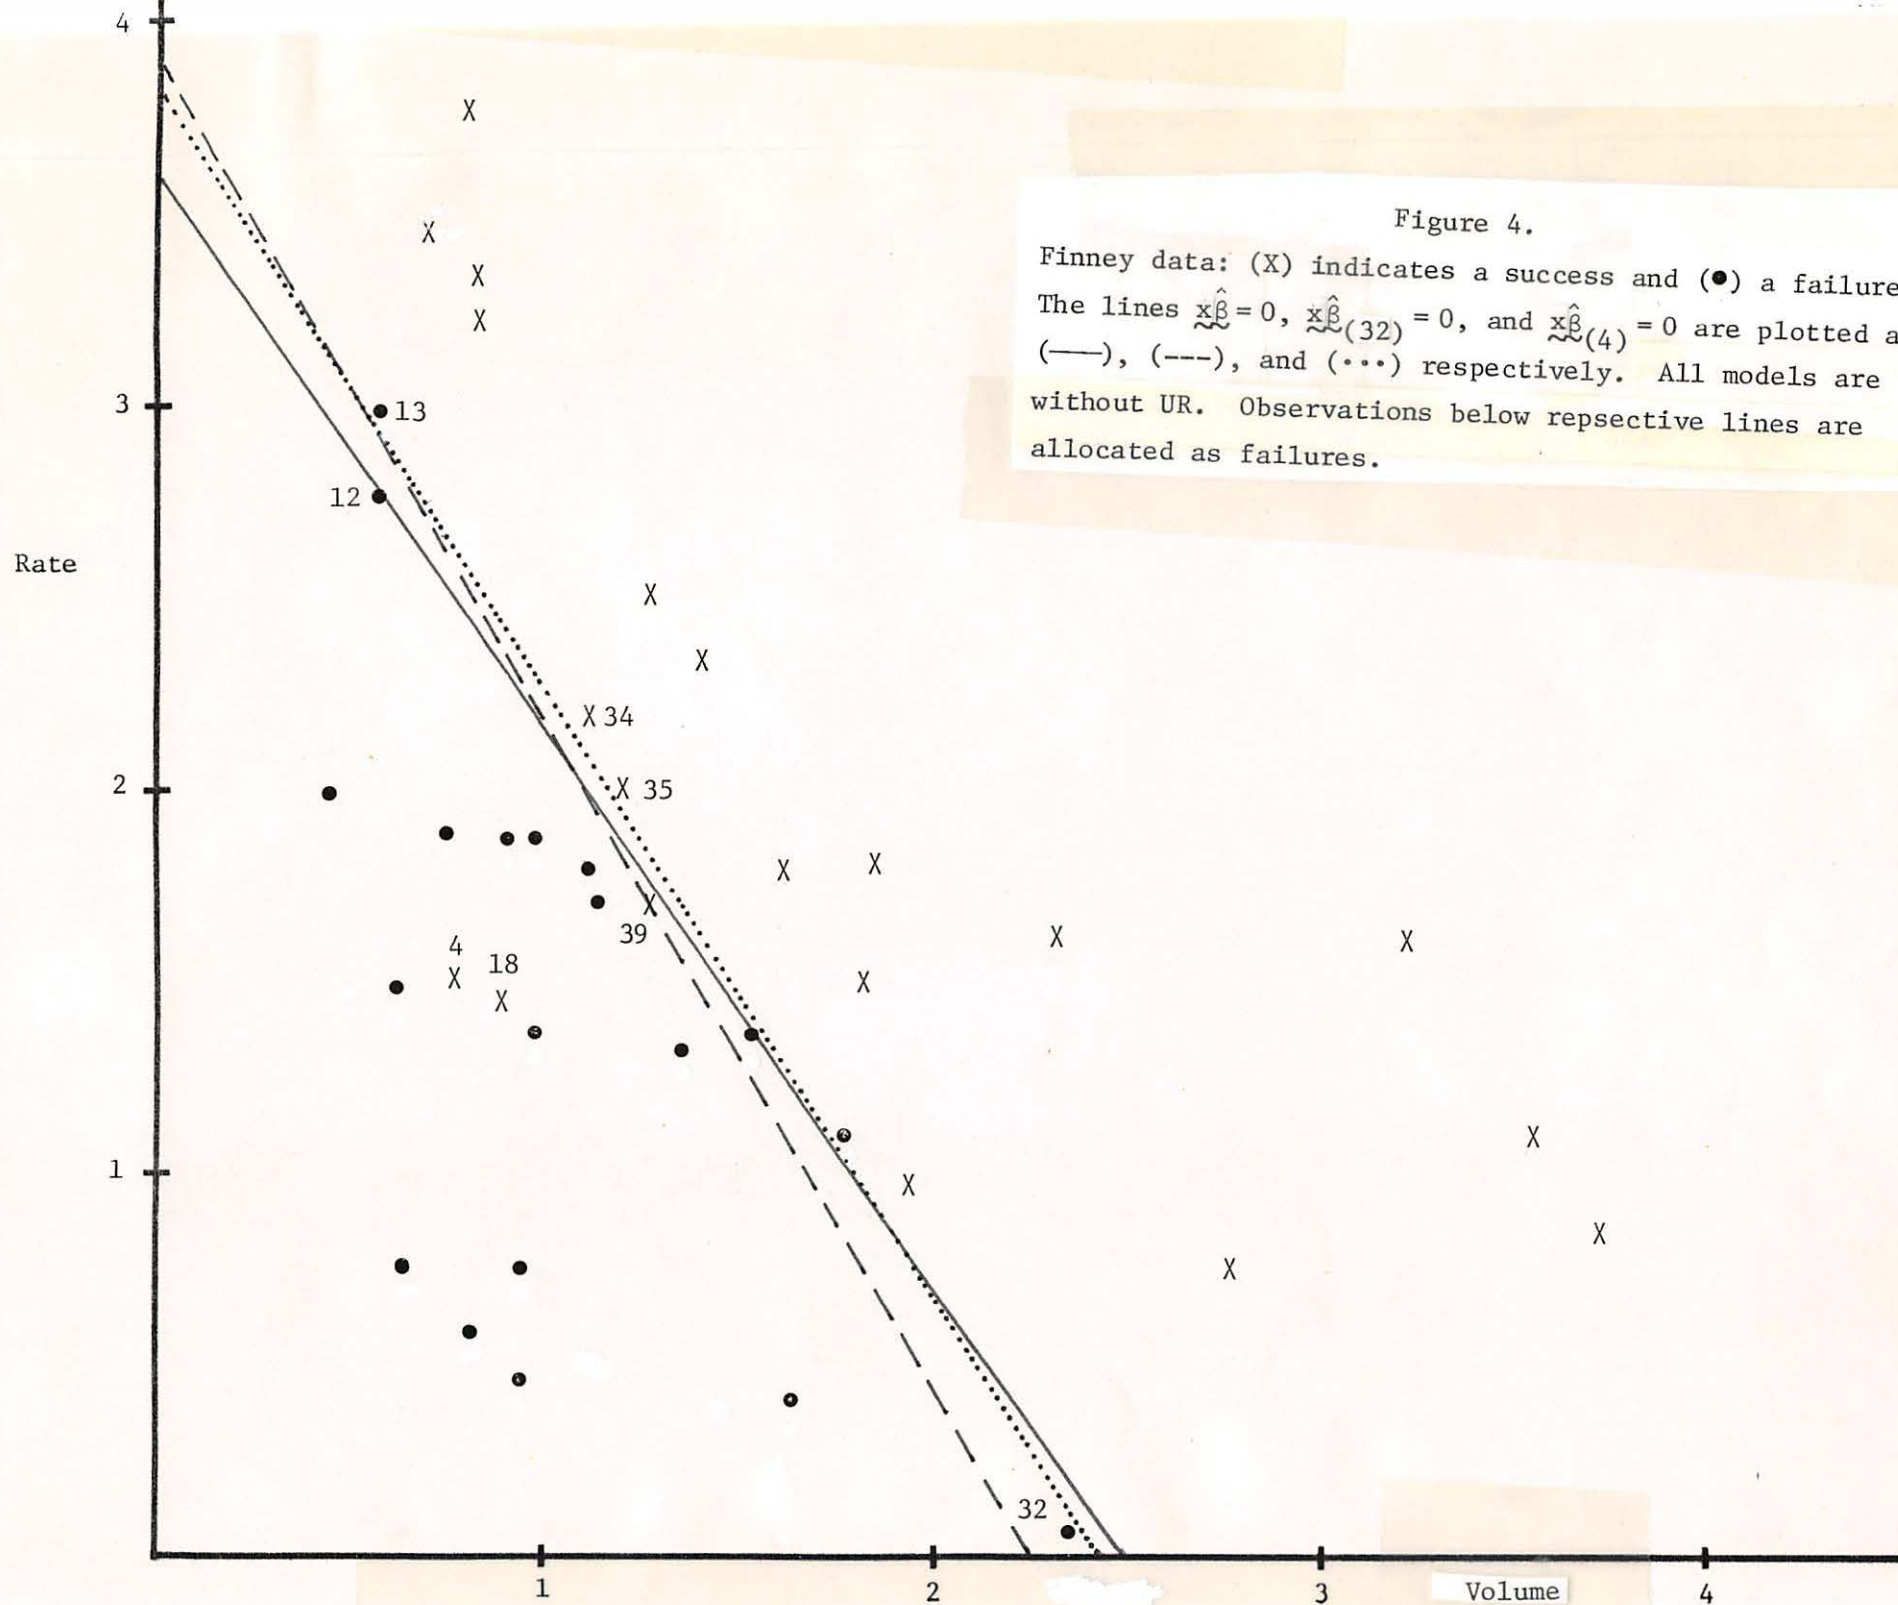 4
Figure 4.
Finney data: (X) indicates a success and (●) a failure
The lines xβ̂ = 0, xβ̂(32) = 0, and xβ̂(4) = 0 are plotted a
(——), (---), and (•••) respectively. All models are
without UR. Observations below repsective lines are
allocated as failures.
3
13
12
Rate
34
2
35
39
4
18
1
32
1
2
3
Volume
4